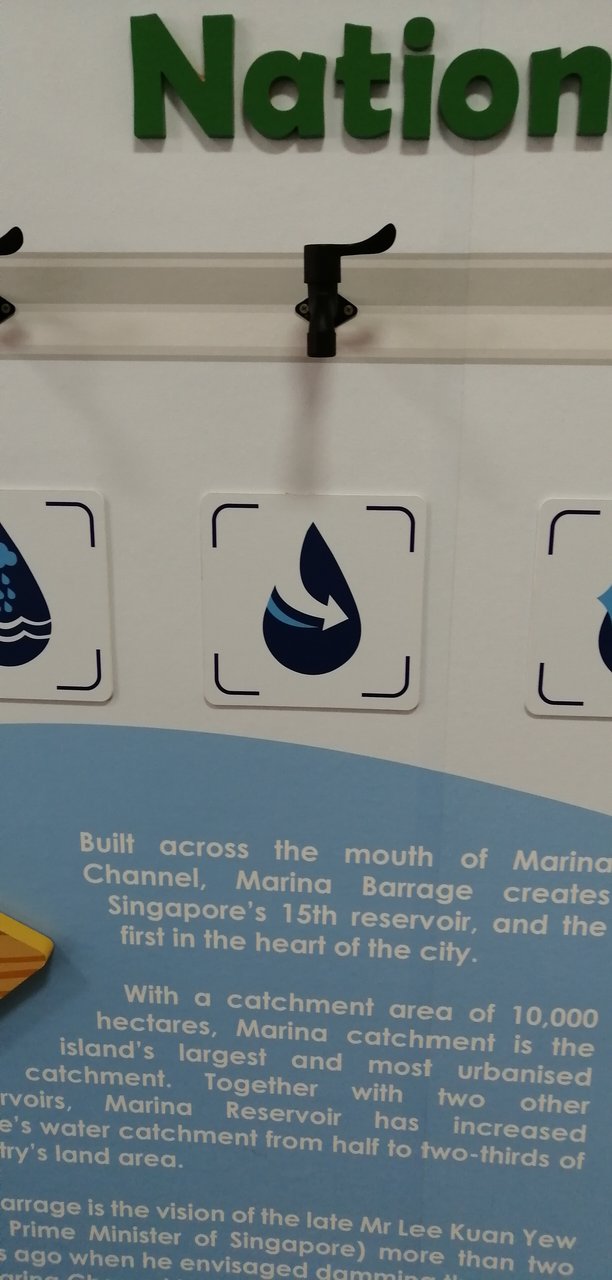 Nation
Built across the mouth of Marina
Channel, Marina Barrage creates
Singapore's 15th reservoir, and the
first in the heart of the city.
With a catchment area of 10,000
hectares, Marina catchment is the
island's largest and most urbanised
catchment. Together with two other
rvoirs, Marina Reservoir has increased
e's water catchment from half to two-thirds of
try's land area.
arrage is the vision of the late Mr Lee Kuan Yew
Prime Minister of Singapore) more than two
s ago when he envisaged damming